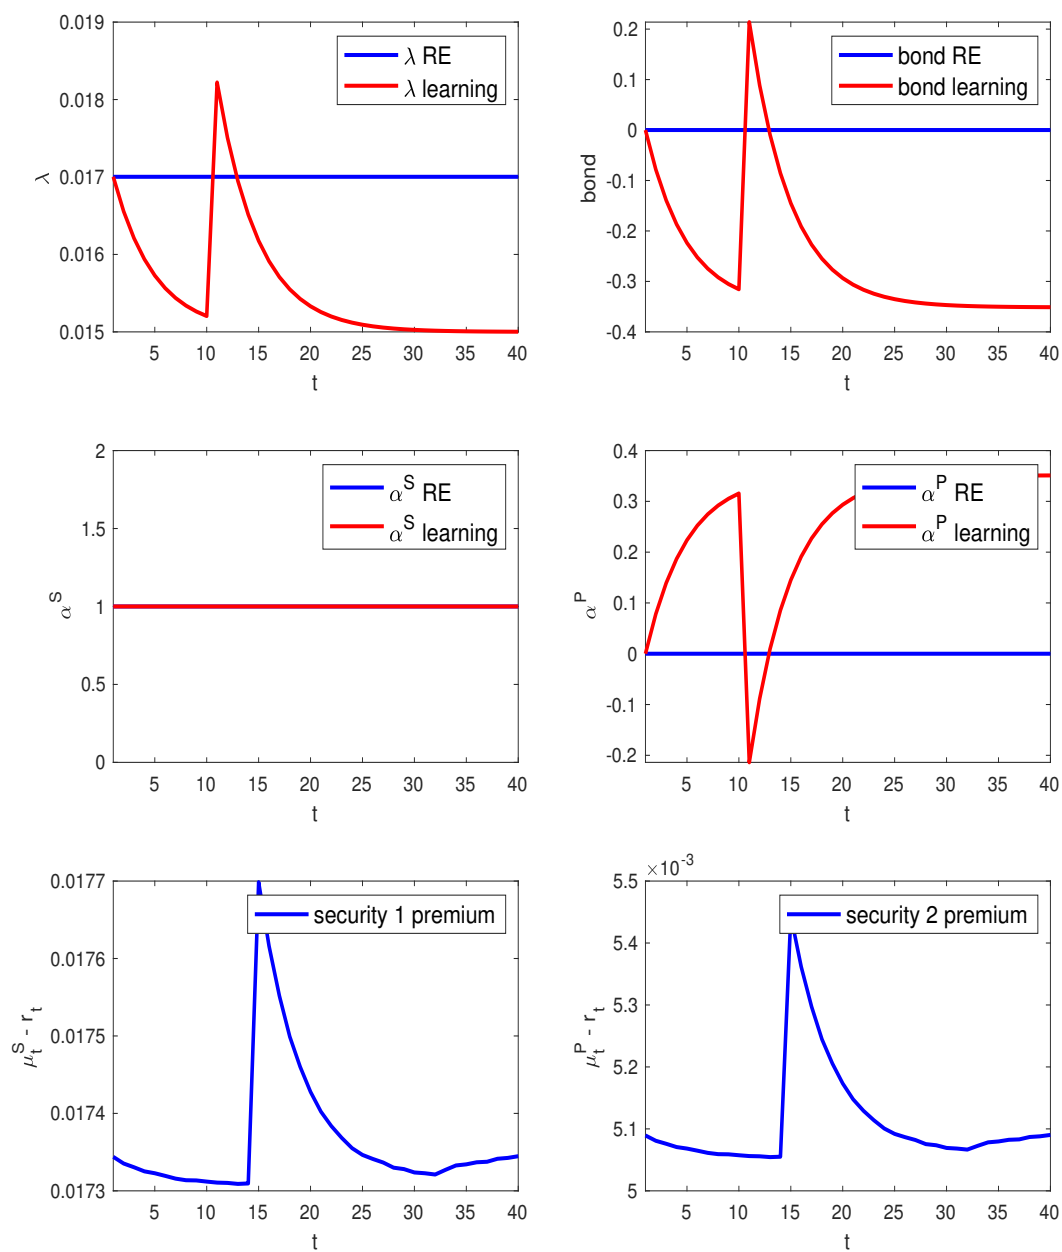 0.019
0.018
0.017
0.016
0.015
λ
λ RE
λ learning
5 10 15 20 25 30 35 40
t
0.2
0.1
0
-0.1
-0.2
-0.3
-0.4
bond
bond RE
bond learning
5 10 15 20 25 30 35 40
t
2
1.5
1
0.5
0
α^S
α^S RE
α^S learning
5 10 15 20 25 30 35 40
t
0.4
0.3
0.2
0.1
0
-0.1
-0.2
α^P
α^P RE
α^P learning
5 10 15 20 25 30 35 40
t
0.0177
0.0176
0.0175
0.0174
0.0173
μ_t^S - r_t
security 1 premium
5 10 15 20 25 30 35 40
t
×10^-3
5.5
5.4
5.3
5.2
5.1
5
μ_t^P - r_t
security 2 premium
5 10 15 20 25 30 35 40
t